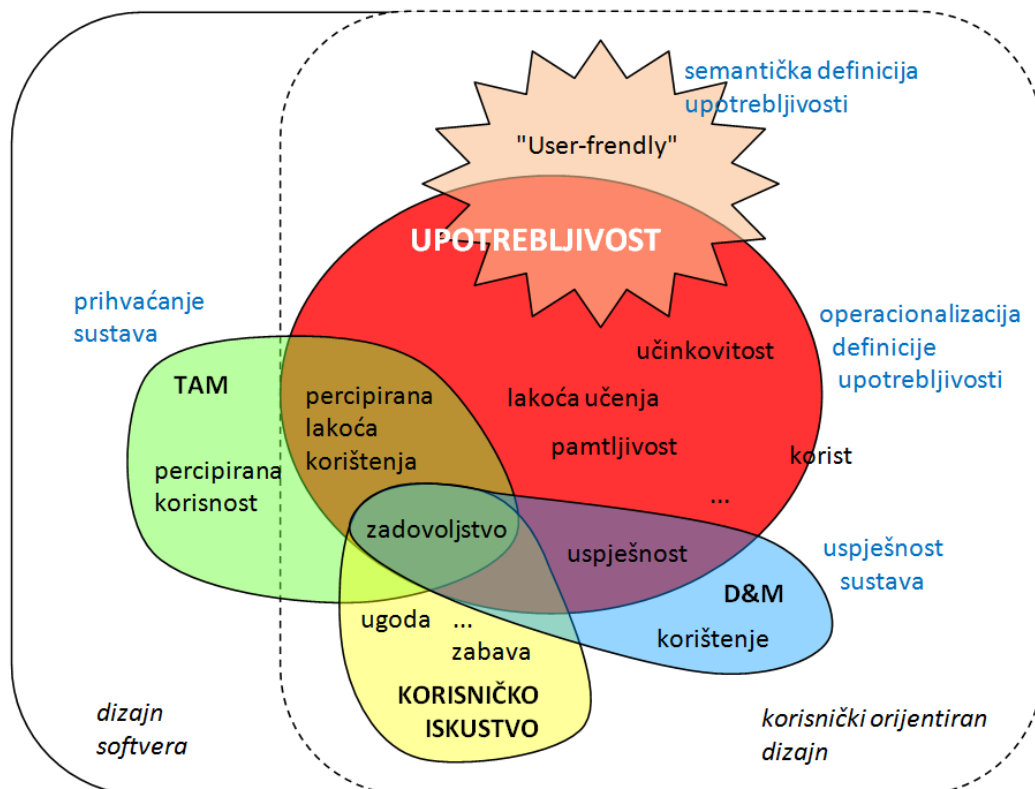 semantička definicija
upotrebljivosti
"User-frendly"
UPOTREBLJIVOST
prihvaćanje
sustava
operacionalizacija
definicije
upotrebljivosti
učinkovitost
TAM
percipirana
lakoća
korištenja
lakoća učenja
pamtljivost
korist
percipirana
korisnost
...
zadovoljstvo
uspješnost
uspješnost
sustava
D&M
ugoda ...
zabava
korištenje
KORISNIČKO
ISKUSTVO
dizajn
softvera
korisnički orijentiran
dizajn